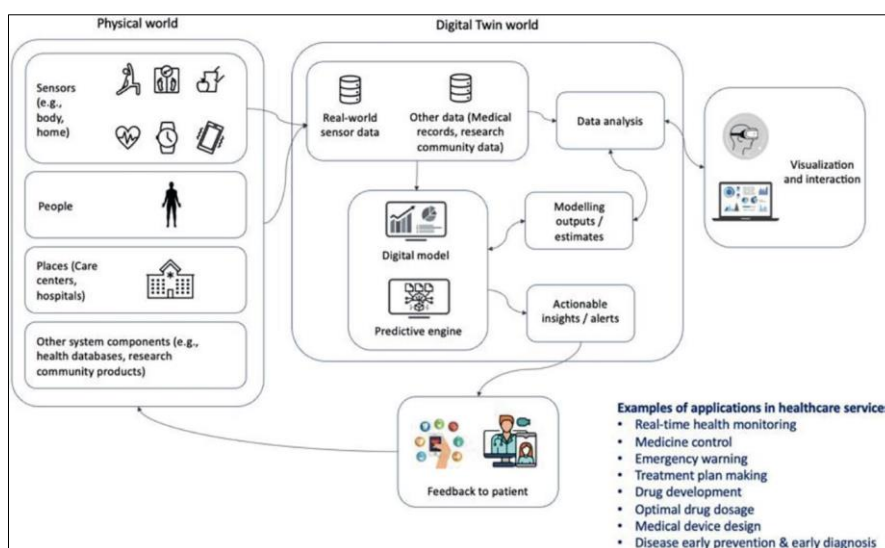 Physical world
Digital Twin world
Sensors
(e.g.,
body,
home)
People
Places (Care
centers,
hospitals)
Other system components (e.g.,
health databases, research
community products)
Real-world
sensor data
Other data (Medical
records, research
community data)
Data analysis
Digital model
Predictive engine
Modelling
outputs /
estimates
Actionable
insights / alerts
Visualization
and interaction
Feedback to patient
Examples of applications in healthcare service
• Real-time health monitoring
• Medicine control
• Emergency warning
• Treatment plan making
• Drug development
• Optimal drug dosage
• Medical device design
• Disease early prevention & early diagnosis